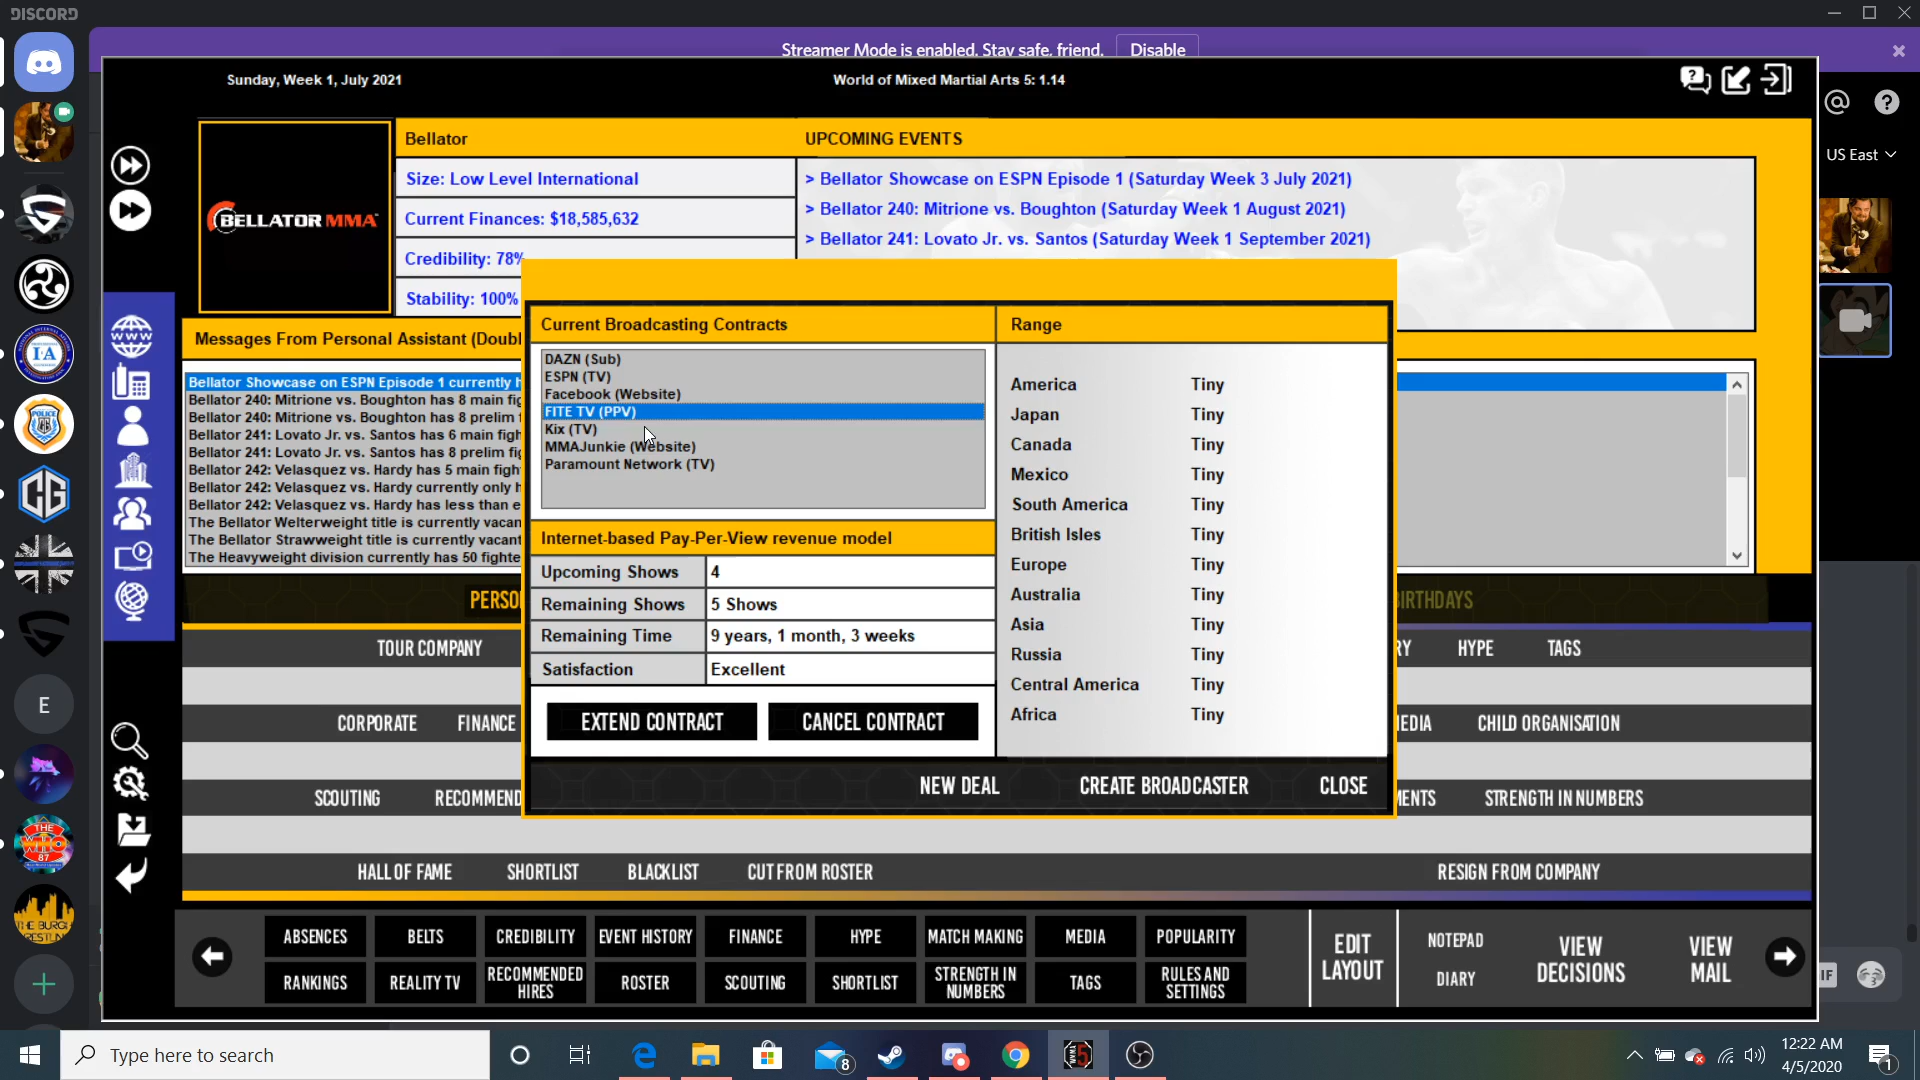 DISCORD
Streamer Mode is enabled. Stay safe, friend. Disable
Sunday, Week 1, July 2021
World of Mixed Martial Arts 5: 1.14
US East
BELLATOR MMA
Bellator
Size: Low Level International
Current Finances: $18,585,632
Credibility: 78%
Stability: 100%
UPCOMING EVENTS
> Bellator Showcase on ESPN Episode 1 (Saturday Week 3 July 2021)
> Bellator 240: Mitrione vs. Boughton (Saturday Week 1 August 2021)
> Bellator 241: Lovato Jr. vs. Santos (Saturday Week 1 September 2021)
Messages From Personal Assistant (Doubl
Bellator Showcase on ESPN Episode 1 currently h
Bellator 240: Mitrione vs. Boughton has 8 main fig
Bellator 240: Mitrione vs. Boughton has 8 prelim f
Bellator 241: Lovato Jr. vs. Santos has 6 main figh
Bellator 241: Lovato Jr. vs. Santos has 8 prelim fig
Bellator 242: Velasquez vs. Hardy has 5 main fight
Bellator 242: Velasquez vs. Hardy currently only h
Bellator 242: Velasquez vs. Hardy has less than e
The Bellator Welterweight title is currently vacan
The Bellator Strawweight title is currently vacant
The Heavyweight division currently has 50 fighte
Current Broadcasting Contracts
DAZN (Sub)
ESPN (TV)
Facebook (Website)
FITE TV (PPV)
Kix (TV)
MMAJunkie (Website)
Paramount Network (TV)
Internet-based Pay-Per-View revenue model
Upcoming Shows 4
Remaining Shows 5 Shows
Remaining Time 9 years, 1 month, 3 weeks
Satisfaction Excellent
EXTEND CONTRACT CANCEL CONTRACT
Range
America Tiny
Japan Tiny
Canada Tiny
Mexico Tiny
South America Tiny
British Isles Tiny
Europe Tiny
Australia Tiny
Asia Tiny
Russia Tiny
Central America Tiny
Africa Tiny
NEW DEAL CREATE BROADCASTER CLOSE
PERSO IRTHDAYS
TOUR COMPANY RY HYPE TAGS
CORPORATE FINANCE EDIA CHILD ORGANISATION
SCOUTING RECOMMEND ENTS STRENGTH IN NUMBERS
HALL OF FAME SHORTLIST BLACKLIST CUT FROM ROSTER RESIGN FROM COMPANY
ABSENCES BELTS CREDIBILITY EVENT HISTORY FINANCE HYPE MATCH MAKING MEDIA POPULARITY
RANKINGS REALITY TV RECOMMENDED HIRES ROSTER SCOUTING SHORTLIST STRENGTH IN NUMBERS TAGS RULES AND SETTINGS
EDIT LAYOUT
NOTEPAD
DIARY
VIEW DECISIONS
VIEW MAIL
WWW
I·A
POLICE
CG
E
THE
WHO
87
THE BURGH
IF
Type here to search
8
5
12:22 AM
4/5/2020
1